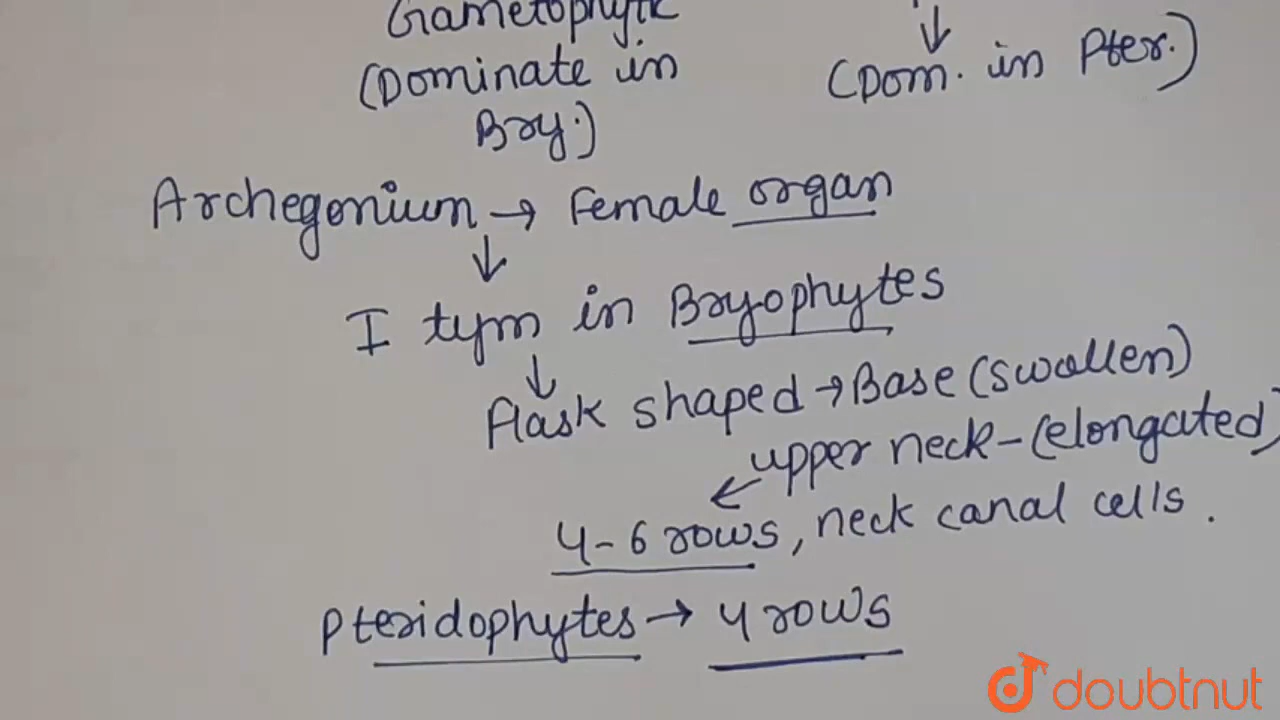 Gametophytic
(Dominate in
Bry.)
(Dom. in Pter.)
Archegonium → Female organ
↓
I tym in Bryophytes
↓
Flask shaped → Base (swollen)
upper neck - (elongated)
4-6 rows, neck canal cells.
Pteridophytes → 4 rows
doubtnut